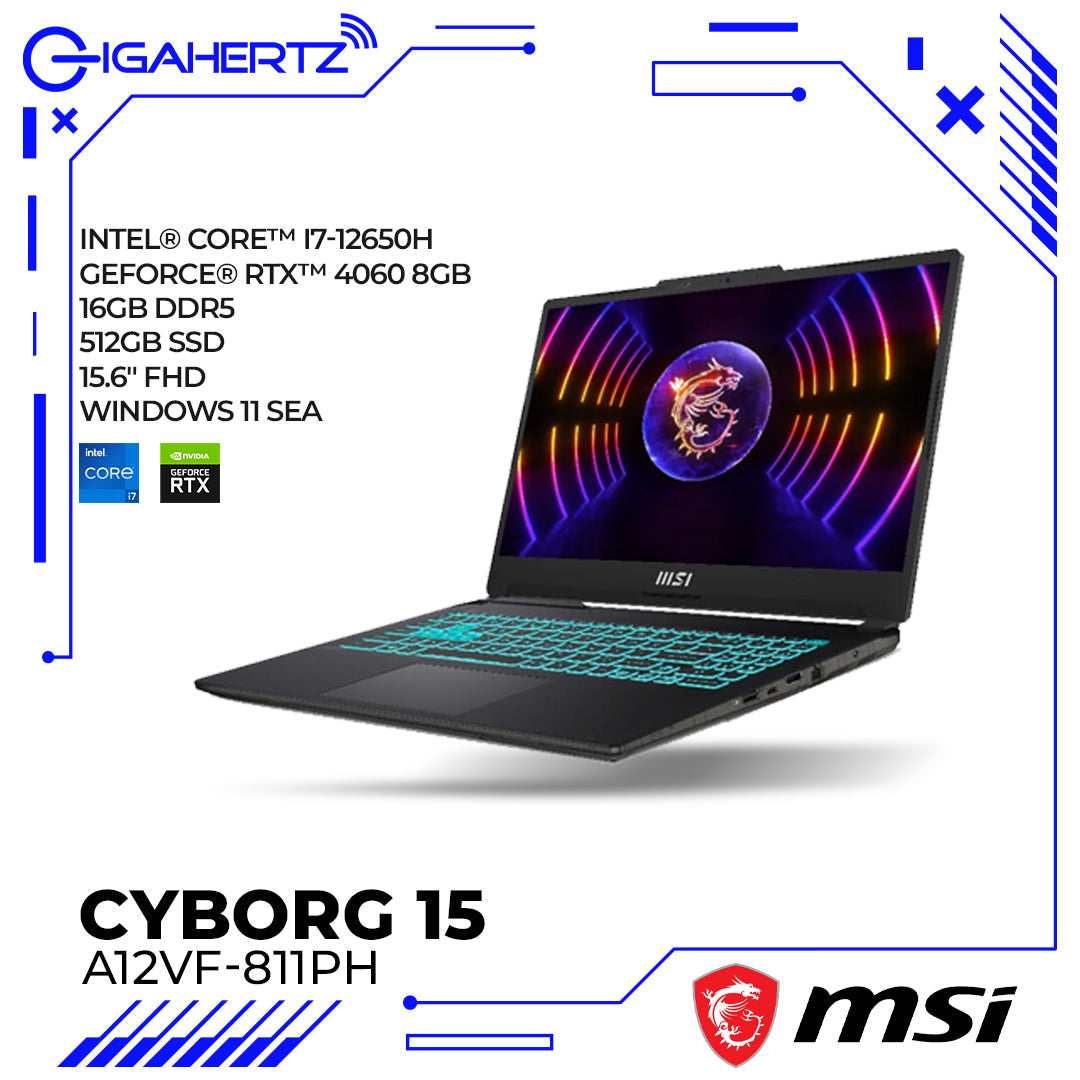 GIGAHERTZ
INTEL® CORE™ I7-12650H
GEFORCE® RTX™ 4060 8GB
16GB DDR5
512GB SSD
15.6" FHD
WINDOWS 11 SEA
intel.
CORE
i7
NVIDIA
GEFORCE
RTX
msi
CYBORG 15
A12VF-811PH
msi